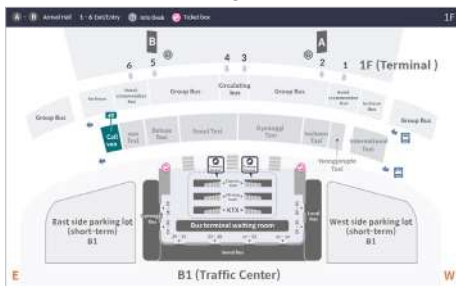 A - B Arrival Hall 1 - 6 Exit/Entry Info Desk Ticket box 1F
B A
6 5 4 3 2 1
1F (Terminal )
Group Bus
Circulating
bus
Group Bus
Group Bus
Group Bus
Call
van
Deluxe
Taxi
Seoul Taxi
Gyeonggi
Taxi
Incheon
Taxi
International
Taxi
KTX
Bus terminal waiting room
East side parking lot
(short-term)
B1
West side parking lot
(short-term)
B1
E
B1 (Traffic Center)
W